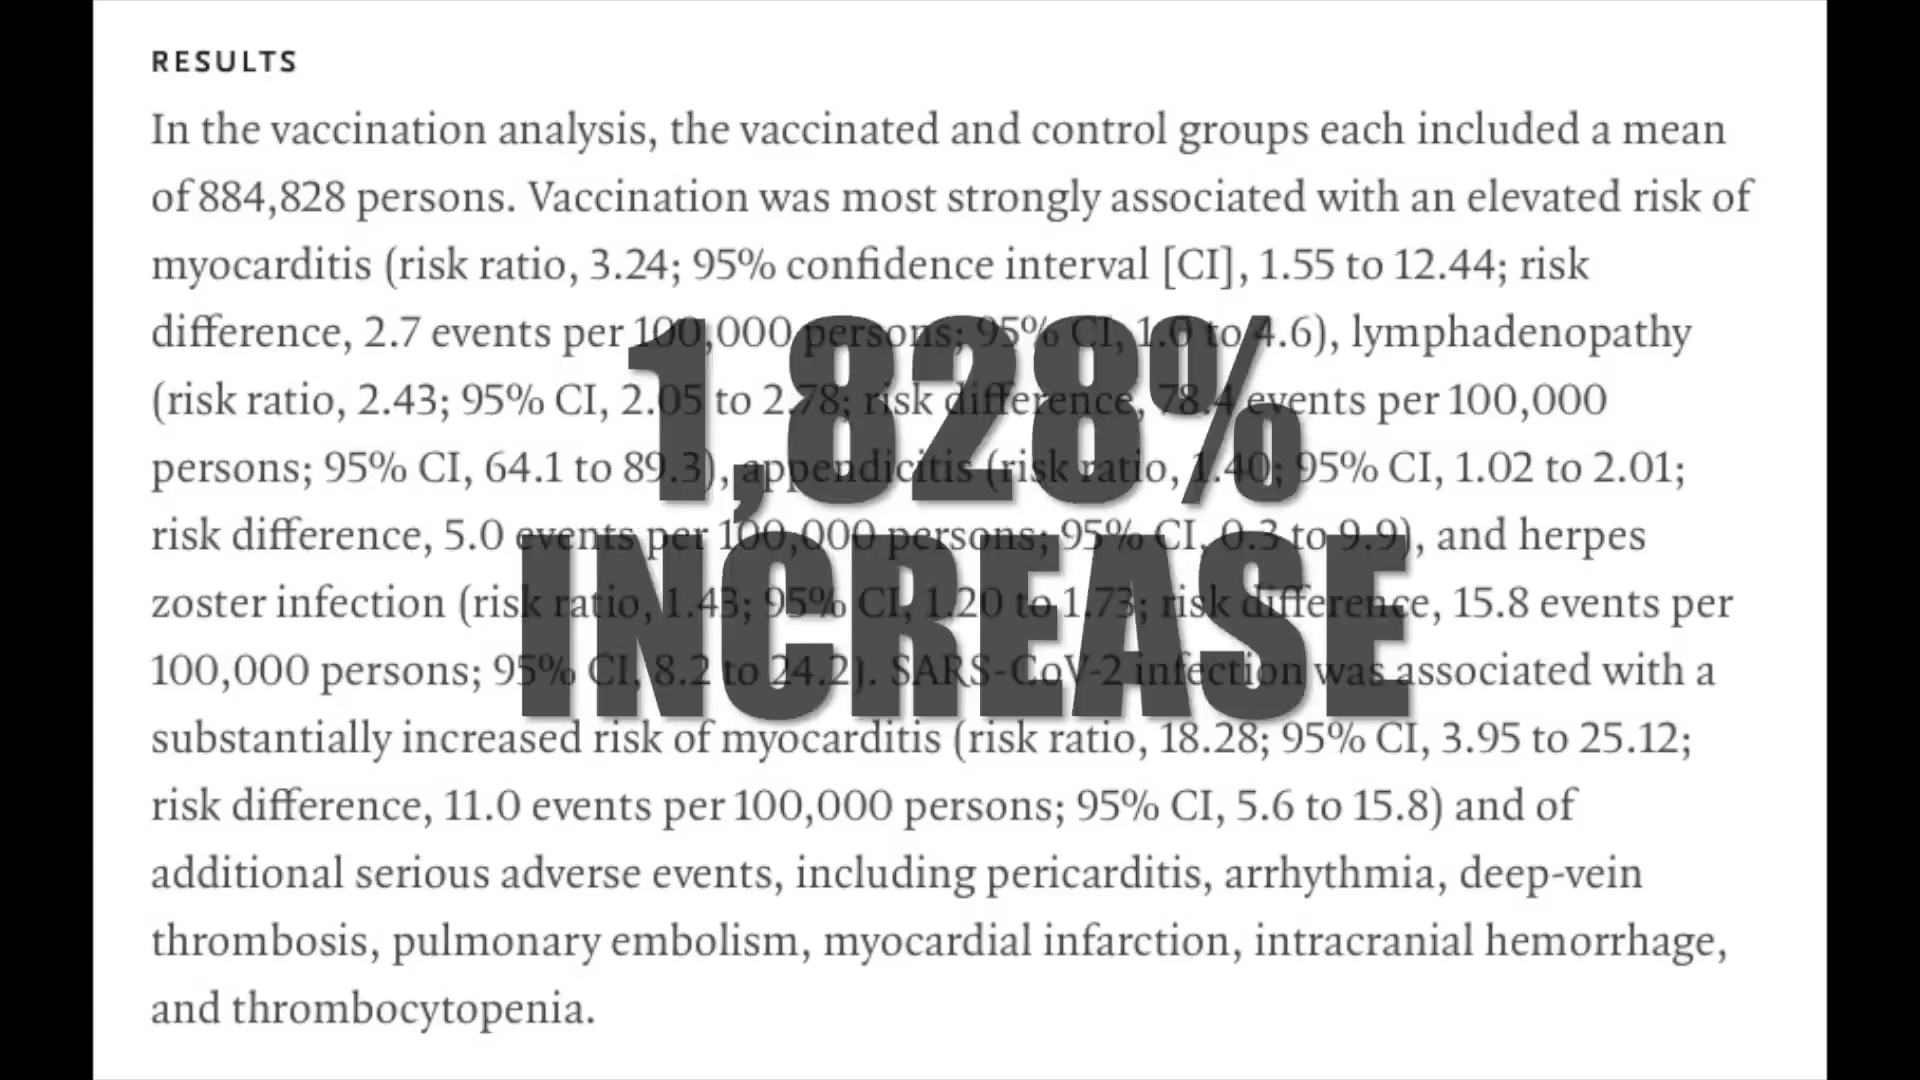 RESULTS
In the vaccination analysis, the vaccinated and control groups each included a mean
of 884,828 persons. Vaccination was most strongly associated with an elevated risk of
myocarditis (risk ratio, 3.24; 95% confidence interval [CI], 1.55 to 12.44; risk
difference, 2.7 events per 100,000 persons; 95% CI, 1.0 to 4.6), lymphadenopathy
(risk ratio, 2.43; 95% CI, 2.05 to 2.78; risk difference, 78.4 events per 100,000
persons; 95% CI, 64.1 to 89.3), appendicitis (risk ratio, 1.40; 95% CI, 1.02 to 2.01;
risk difference, 5.0 events per 100,000 persons; 95% CI, 0.3 to 9.9), and herpes
zoster infection (risk ratio, 1.43; 95% CI, 1.20 to 1.73; risk difference, 15.8 events per
100,000 persons; 95% CI, 8.2 to 24.2). SARS-CoV-2 infection was associated with a
substantially increased risk of myocarditis (risk ratio, 18.28; 95% CI, 3.95 to 25.12;
risk difference, 11.0 events per 100,000 persons; 95% CI, 5.6 to 15.8) and of
additional serious adverse events, including pericarditis, arrhythmia, deep-vein
thrombosis, pulmonary embolism, myocardial infarction, intracranial hemorrhage,
and thrombocytopenia.
1,828%
INCREASE